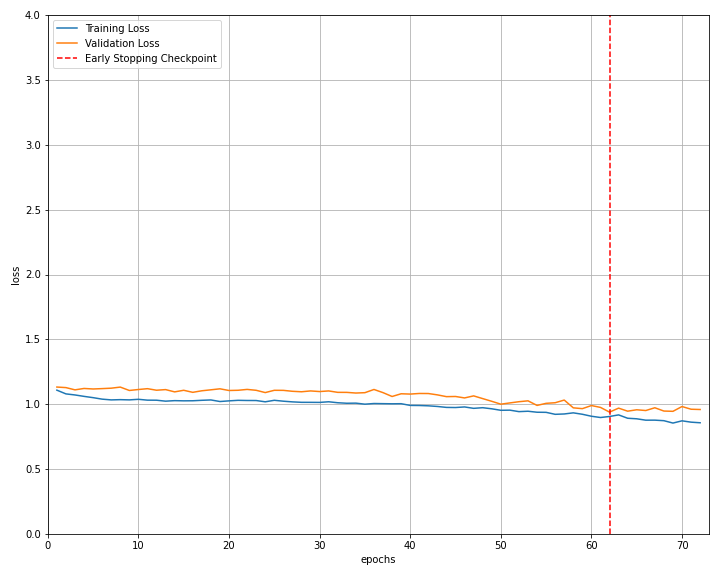 Training Loss
Validation Loss
Early Stopping Checkpoint
4.0
3.5
3.0
2.5
2.0
1.5
1.0
0.5
0.0
loss
0 10 20 30 40 50 60 70
epochs